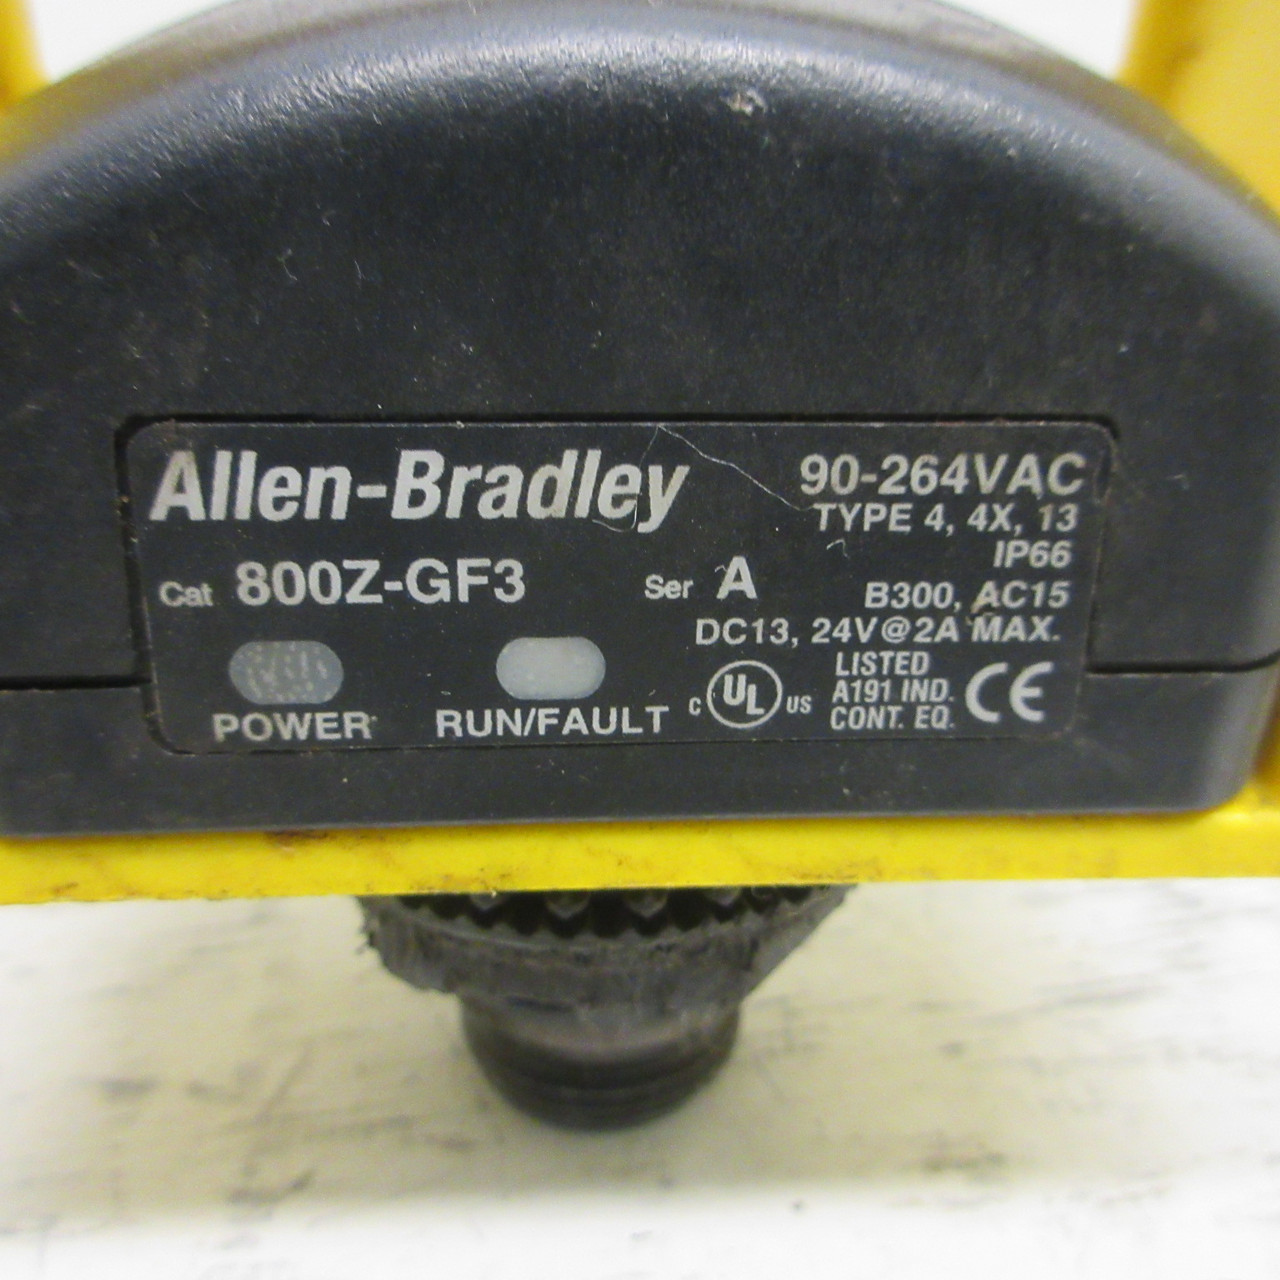 Allen-Bradley
90-264VAC
TYPE 4, 4X, 13
IP66
Cat 800Z-GF3 Ser A
B300, AC15
DC13, 24V@2A MAX.
POWER
RUN/FAULT
C UL US
LISTED
A191 IND.
CONT. EQ.
CE